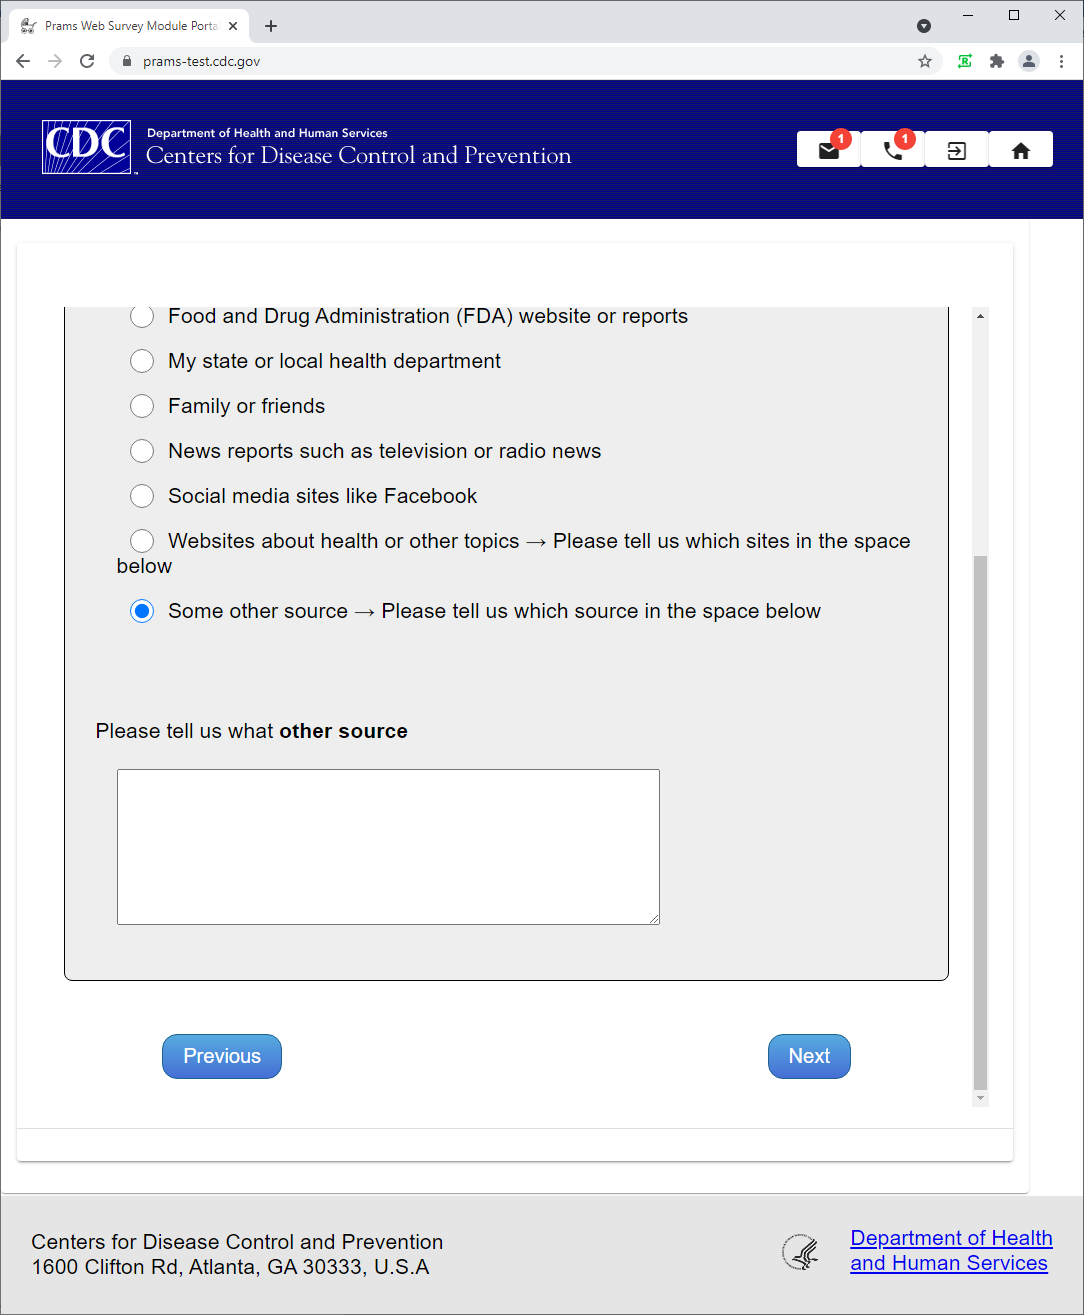 Prams Web Survey Module Porta
prams-test.cdc.gov
CDC
Department of Health and Human Services
Centers for Disease Control and Prevention
1
1
Food and Drug Administration (FDA) website or reports
My state or local health department
Family or friends
News reports such as television or radio news
Social media sites like Facebook
Websites about health or other topics → Please tell us which sites in the space
below
Some other source → Please tell us which source in the space below
Please tell us what other source
Previous
Next
Centers for Disease Control and Prevention
1600 Clifton Rd, Atlanta, GA 30333, U.S.A
Department of Health
and Human Services